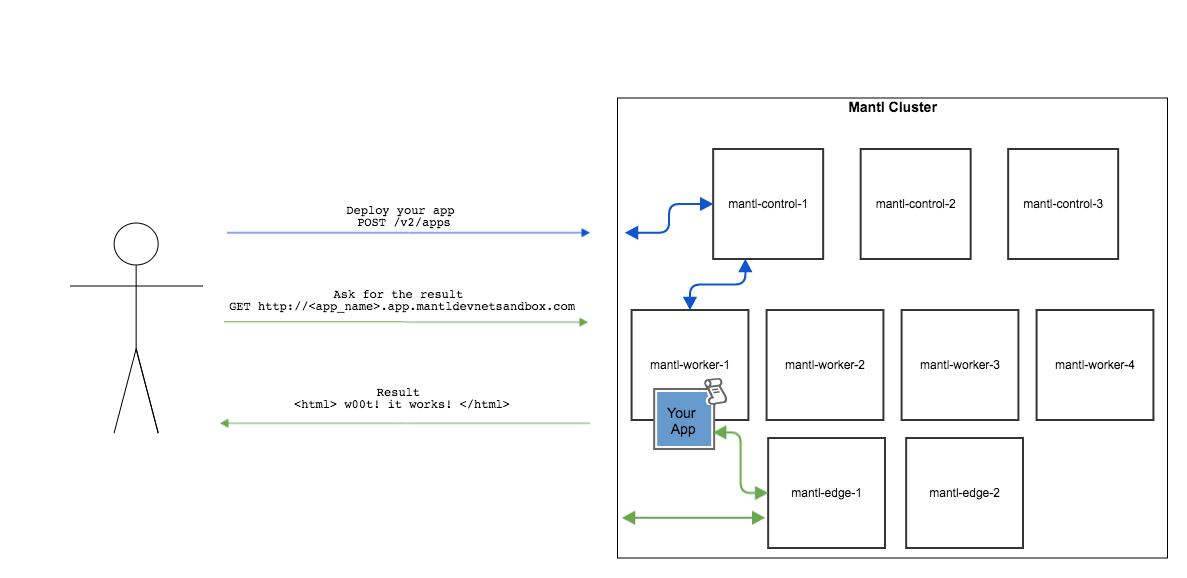 Mantl Cluster
mantl-control-1
mantl-control-2
mantl-control-3
Deploy your app
POST /v2/apps
Ask for the result
GET http://<app_name>.app.mantldevnetsandbox.com
mantl-worker-1
mantl-worker-2
mantl-worker-3
mantl-worker-4
Result
<html> w00t! it works! </html>
Your
App
mantl-edge-1
mantl-edge-2